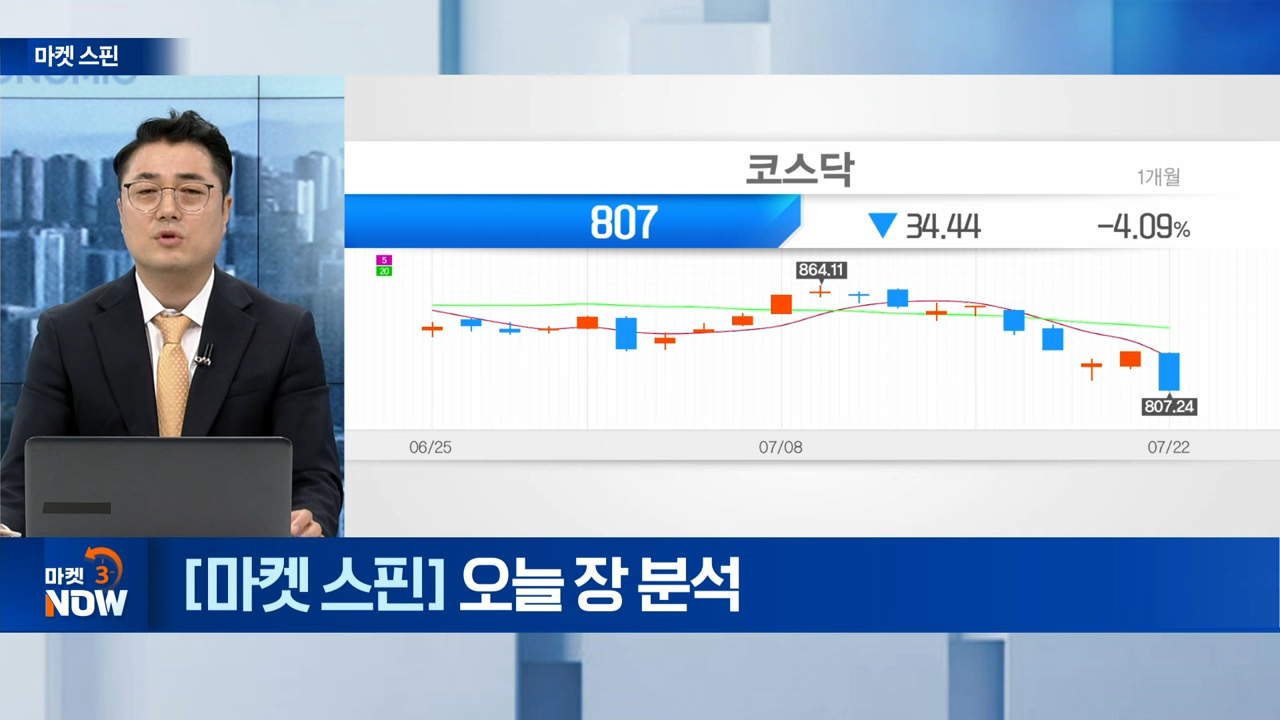 마켓 스핀
코스닥
1개월
807
▼ 34.44
-4.09%
5
20
864.11
807.24
06/25
07/08
07/22
마켓 3
NOW
[마켓 스핀] 오늘 장 분석